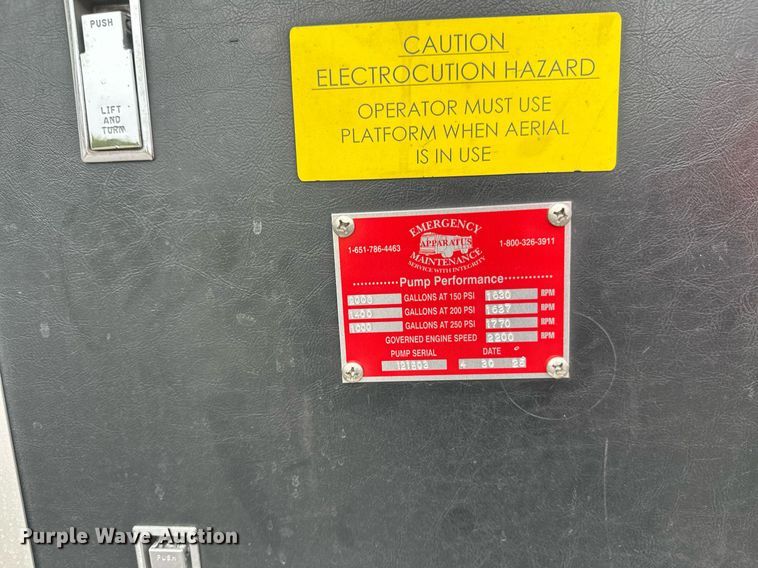 PUSH
LIFT
AND
TURN
CAUTION
ELECTROCUTION HAZARD
OPERATOR MUST USE
PLATFORM WHEN AERIAL
IS IN USE
EMERGENCY
1-651-786-4463 APPARATUS 1-800-326-3911
MAINTENANCE
SERVICE WITH INTEGRITY
Pump Performance
2000 GALLONS AT 150 PSI 1630 RPM
1400 GALLONS AT 200 PSI 1627 RPM
1000 GALLONS AT 250 PSI 1770 RPM
GOVERNED ENGINE SPEED 2200 RPM
PUMP SERIAL DATE
121803 4 30
PUSH
Purple Wave Auction